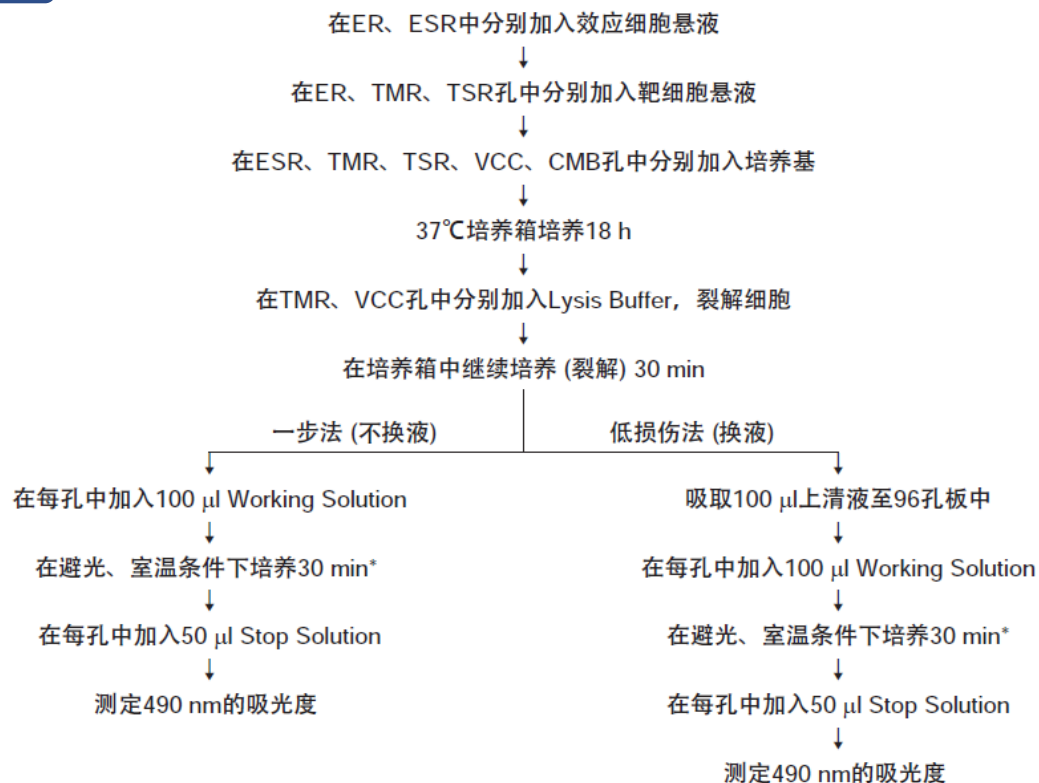 在ER、ESR中分别加入效应细胞悬液
↓
在ER、TMR、TSR孔中分别加入靶细胞悬液
↓
在ESR、TMR、TSR、VCC、CMB孔中分别加入培养基
↓
37℃培养箱培养18 h
↓
在TMR、VCC孔中分别加入Lysis Buffer，裂解细胞
↓
在培养箱中继续培养 (裂解) 30 min
一步法 (不换液)
在每孔中加入100 μl Working Solution
↓
在避光、室温条件下培养30 min*
↓
在每孔中加入50 μl Stop Solution
↓
测定490 nm的吸光度
低损伤法 (换液)
吸取100 μl上清液至96孔板中
↓
在每孔中加入100 μl Working Solution
↓
在避光、室温条件下培养30 min*
↓
在每孔中加入50 μl Stop Solution
↓
测定490 nm的吸光度